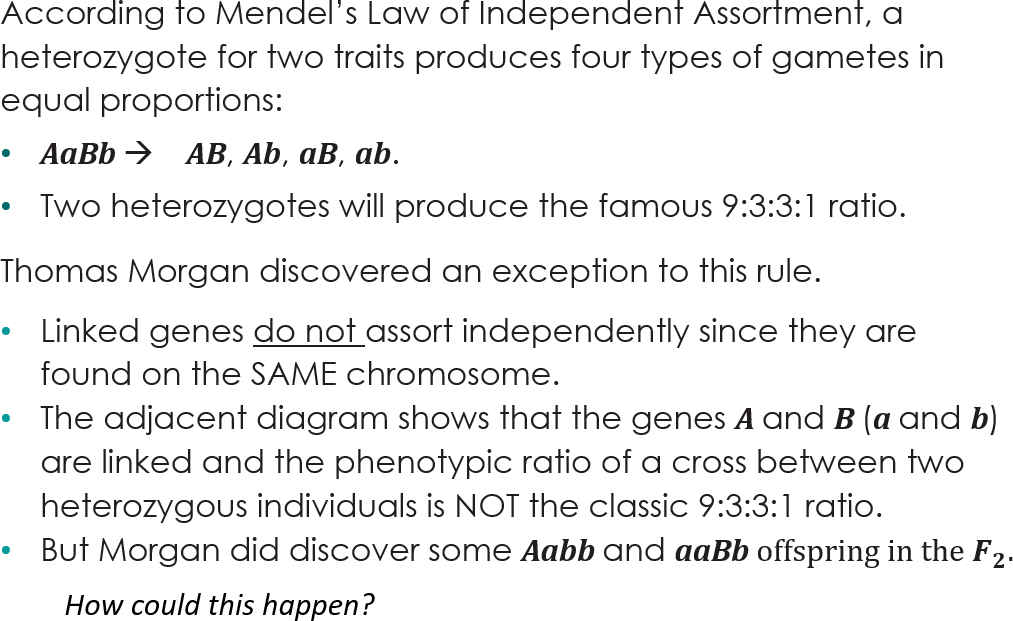 According to Mendel's Law of Independent Assortment, a
heterozygote for two traits produces four types of gametes in
equal proportions:
• AaBb → AB, Ab, aB, ab.
• Two heterozygotes will produce the famous 9:3:3:1 ratio.
Thomas Morgan discovered an exception to this rule.
• Linked genes do not assort independently since they are
found on the SAME chromosome.
• The adjacent diagram shows that the genes A and B (a and b)
are linked and the phenotypic ratio of a cross between two
heterozygous individuals is NOT the classic 9:3:3:1 ratio.
• But Morgan did discover some Aabb and aaBb offspring in the F₂.
How could this happen?